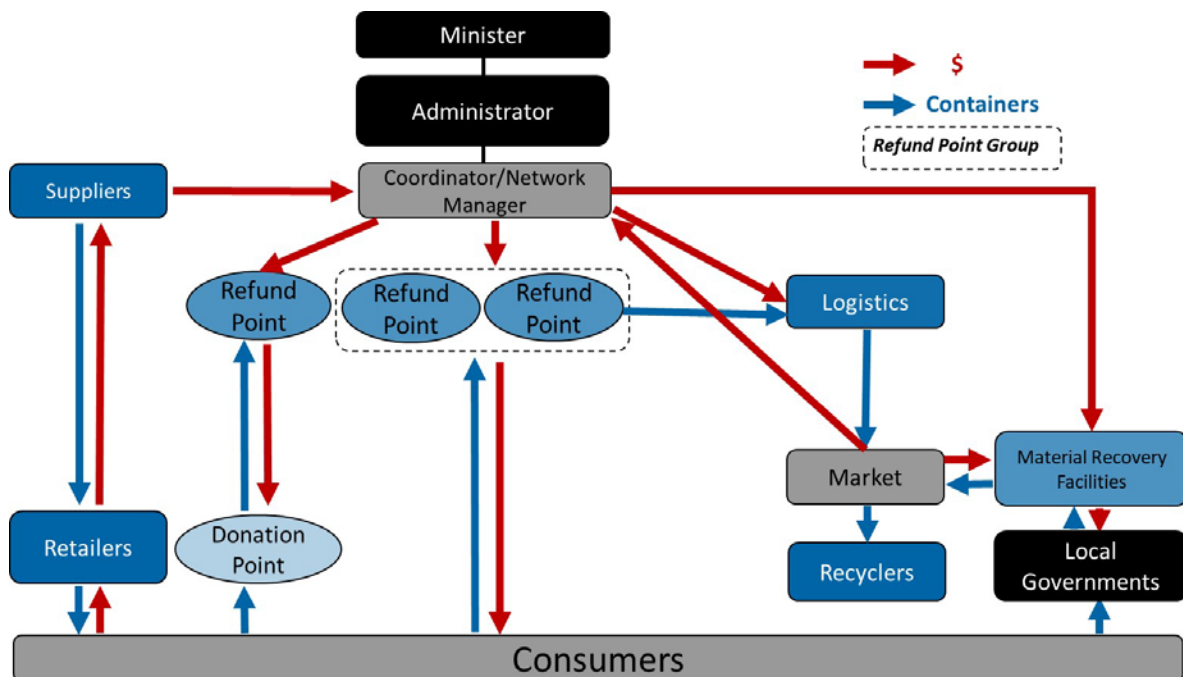 Minister
$
Administrator
Containers
Refund Point Group
Suppliers
Coordinator/Network
Manager
Refund
Point
Refund
Point
Refund
Point
Logistics
Market
Material Recovery
Facilities
Retailers
Donation
Point
Recyclers
Local
Governments
Consumers